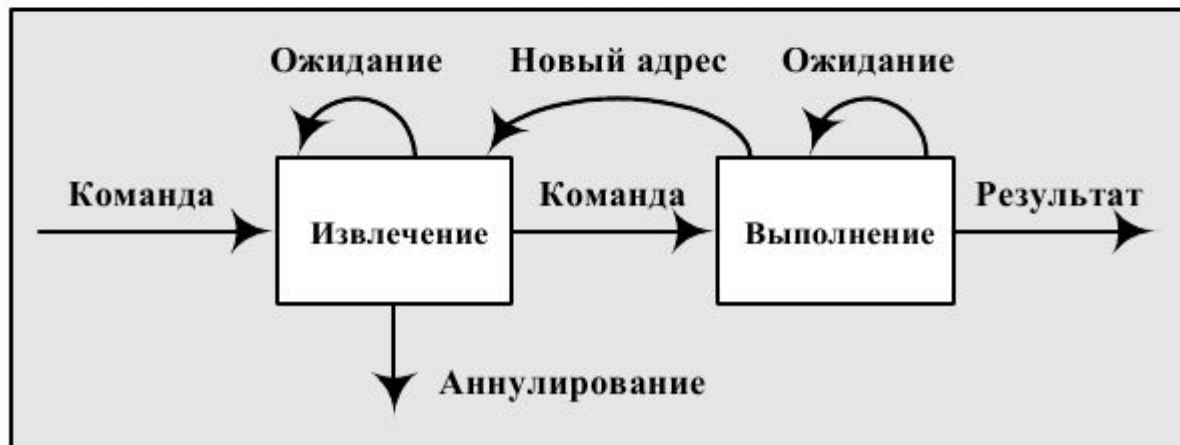 Ожидание
Новый адрес
Ожидание
Команда
Команда
Результат
Извлечение
Выполнение
Аннулирование